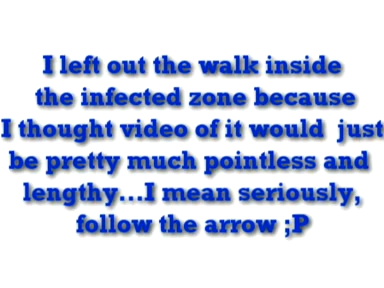 I left out the walk inside
the infected zone because
I thought video of it would just
be pretty much pointless and
lengthy...I mean seriously,
follow the arrow ;P